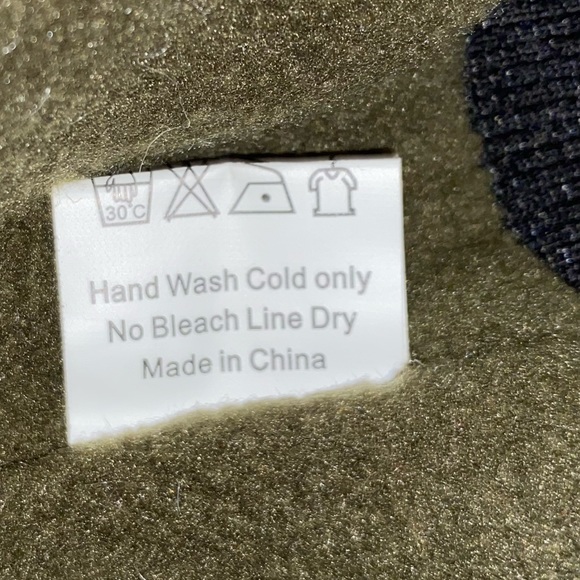 30°C
Hand Wash Cold only
No Bleach Line Dry
Made in China